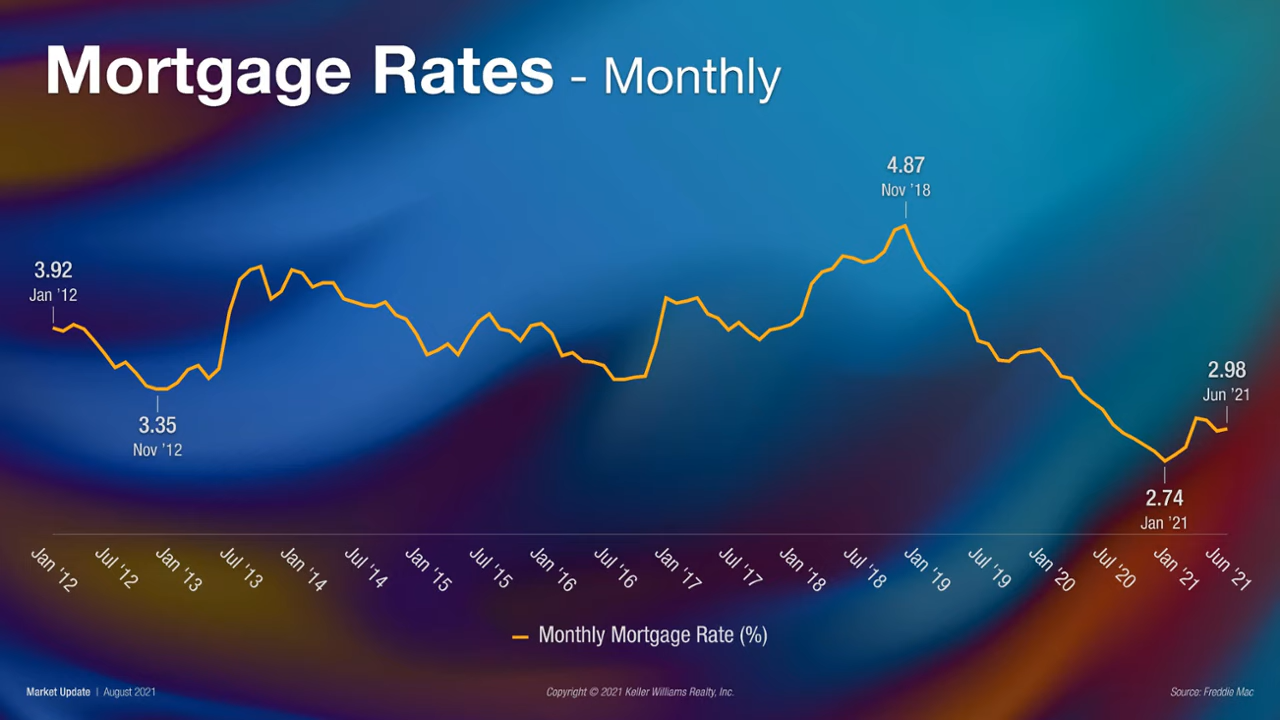 Mortgage Rates - Monthly
4.87
Nov '18
3.92
Jan '12
2.98
Jun '21
3.35
Nov '12
2.74
Jan '21
Jan '12
Jul '12
Jan '13
Jul '13
Jan '14
Jul '14
Jan '15
Jul '15
Jan '16
Jul '16
Jan '17
Jul '17
Jan '18
Jul '18
Jan '19
Jul '19
Jan '20
Jul '20
Jan '21
Jun '21
Monthly Mortgage Rate (%)
Market Update | August 2021
Copyright © 2021 Keller Williams Realty, Inc.
Source: Freddie Mac